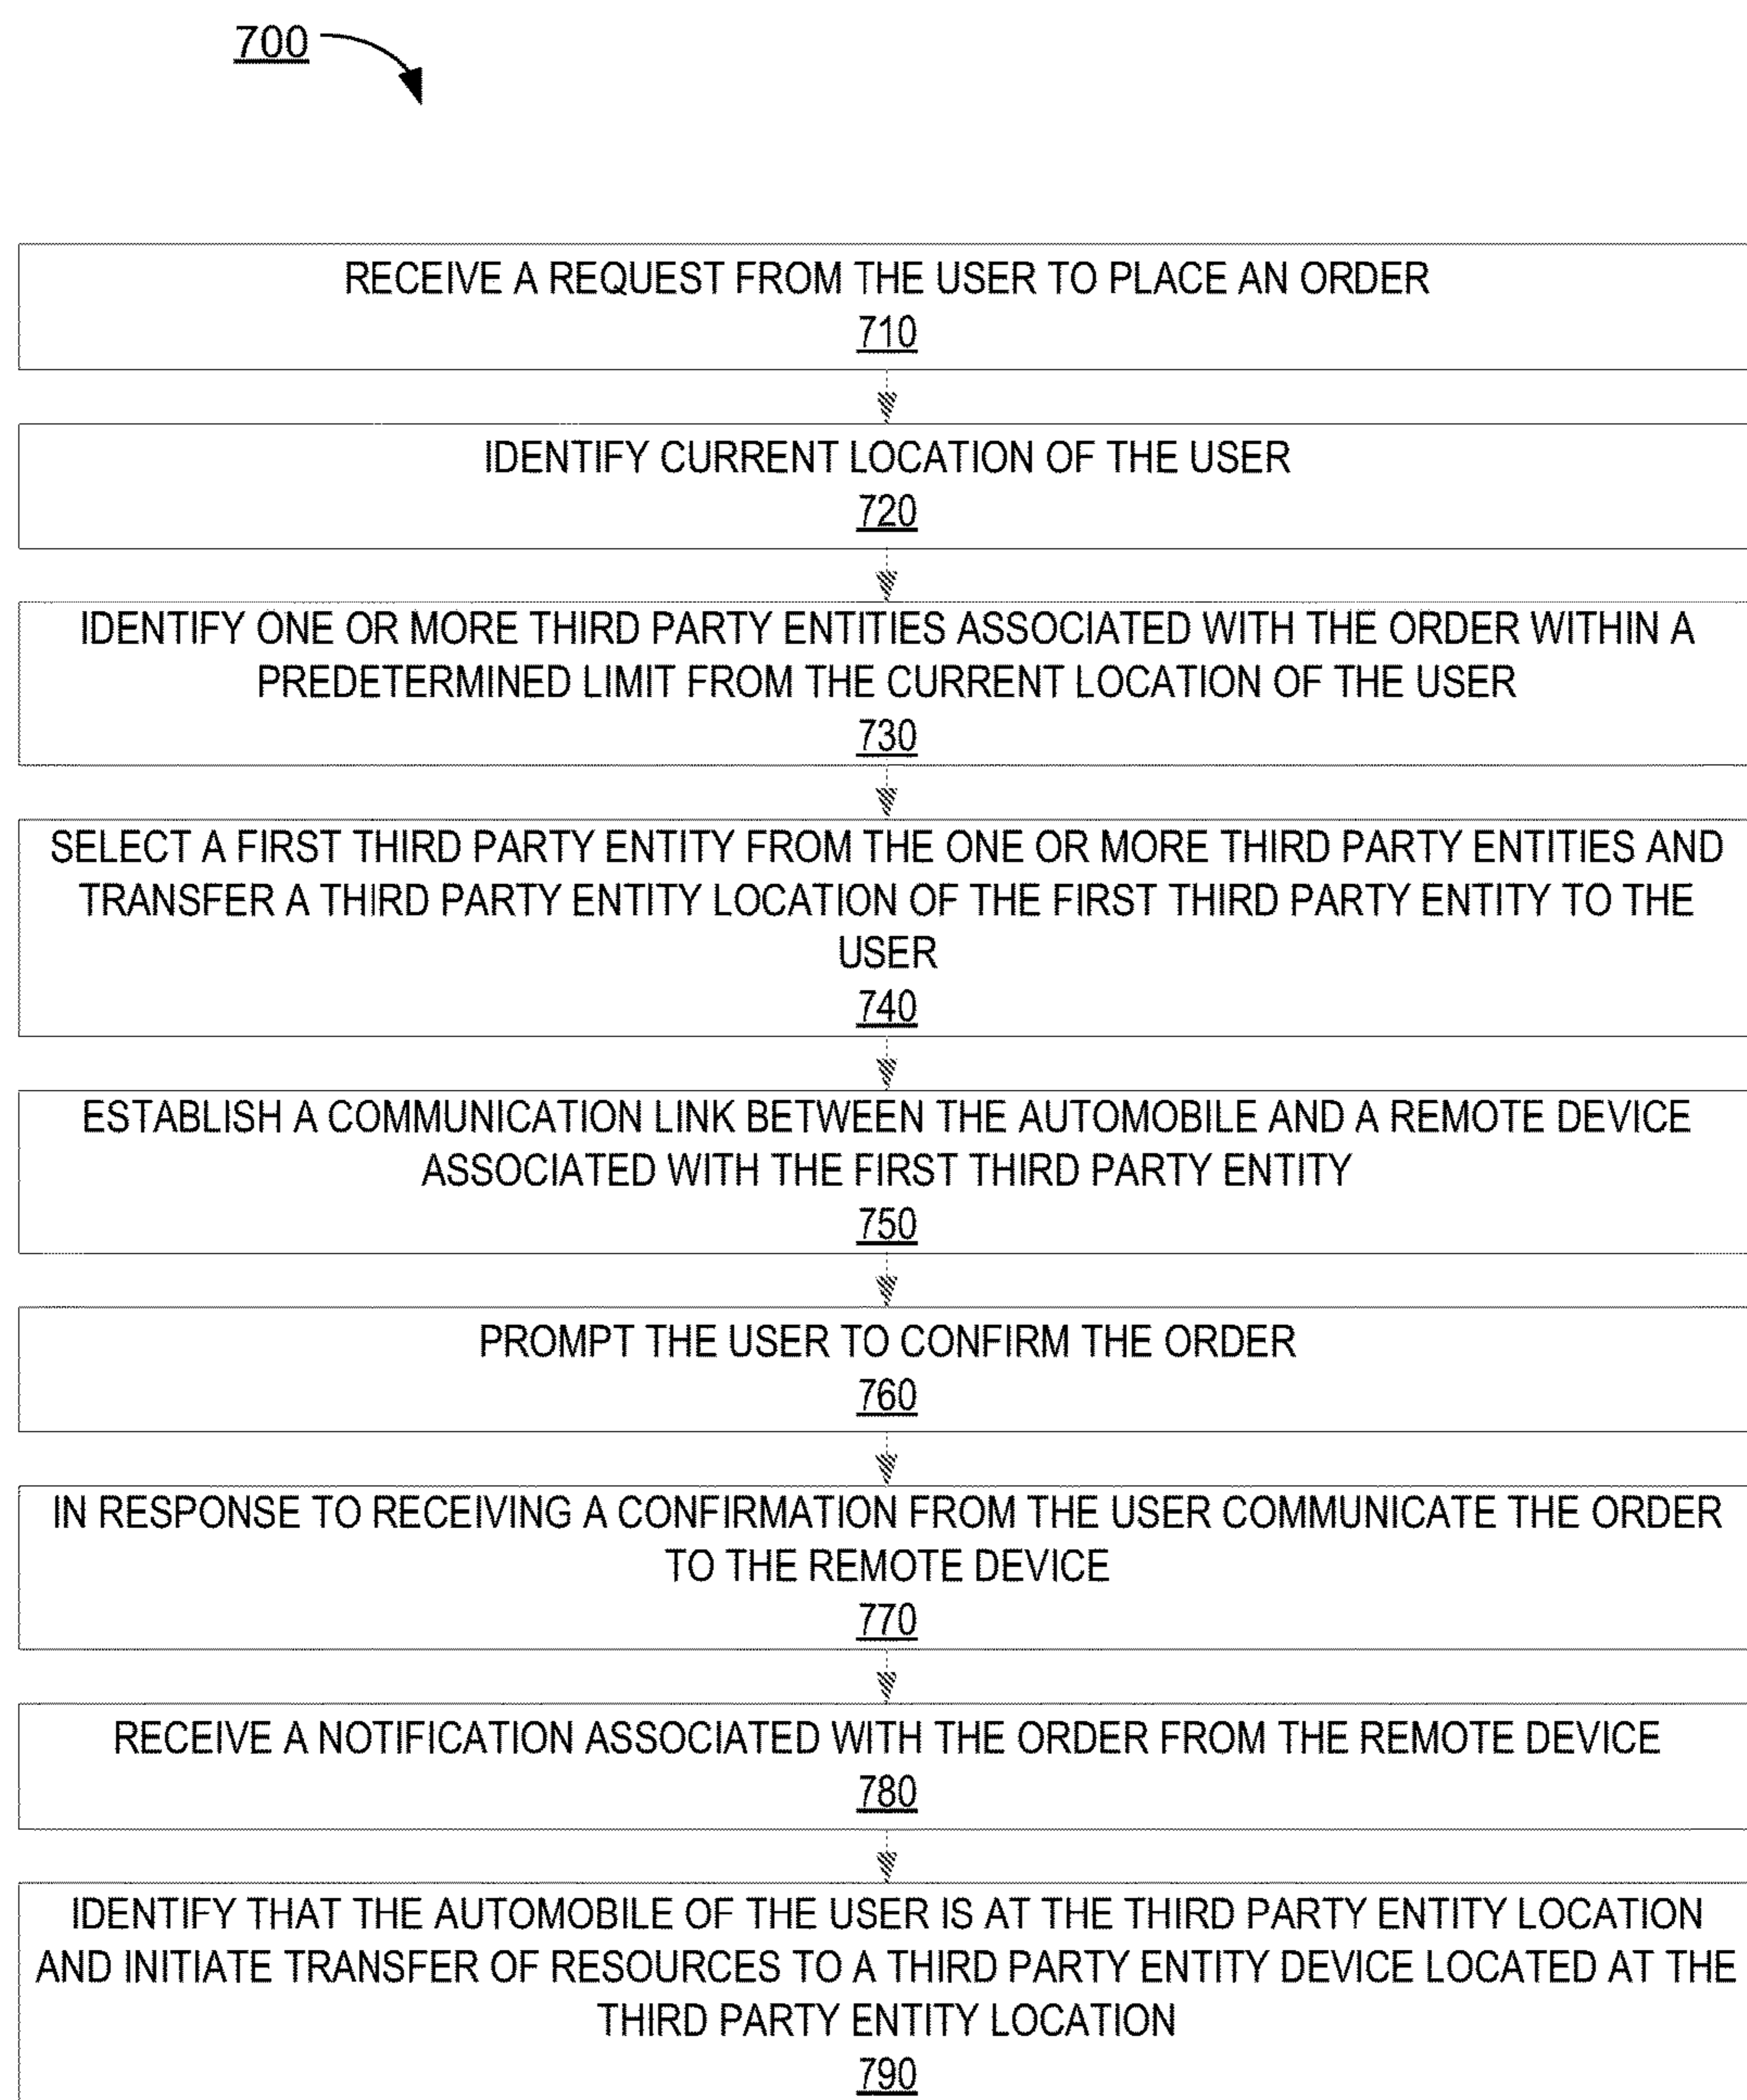 700
RECEIVE A REQUEST FROM THE USER TO PLACE AN ORDER
710
IDENTIFY CURRENT LOCATION OF THE USER
720
IDENTIFY ONE OR MORE THIRD PARTY ENTITIES ASSOCIATED WITH THE ORDER WITHIN A
PREDETERMINED LIMIT FROM THE CURRENT LOCATION OF THE USER
730
SELECT A FIRST THIRD PARTY ENTITY FROM THE ONE OR MORE THIRD PARTY ENTITIES AND
TRANSFER A THIRD PARTY ENTITY LOCATION OF THE FIRST THIRD PARTY ENTITY TO THE
USER
740
ESTABLISH A COMMUNICATION LINK BETWEEN THE AUTOMOBILE AND A REMOTE DEVICE
ASSOCIATED WITH THE FIRST THIRD PARTY ENTITY
750
PROMPT THE USER TO CONFIRM THE ORDER
760
IN RESPONSE TO RECEIVING A CONFIRMATION FROM THE USER COMMUNICATE THE ORDER
TO THE REMOTE DEVICE
770
RECEIVE A NOTIFICATION ASSOCIATED WITH THE ORDER FROM THE REMOTE DEVICE
780
IDENTIFY THAT THE AUTOMOBILE OF THE USER IS AT THE THIRD PARTY ENTITY LOCATION
AND INITIATE TRANSFER OF RESOURCES TO A THIRD PARTY ENTITY DEVICE LOCATED AT THE
THIRD PARTY ENTITY LOCATION
790